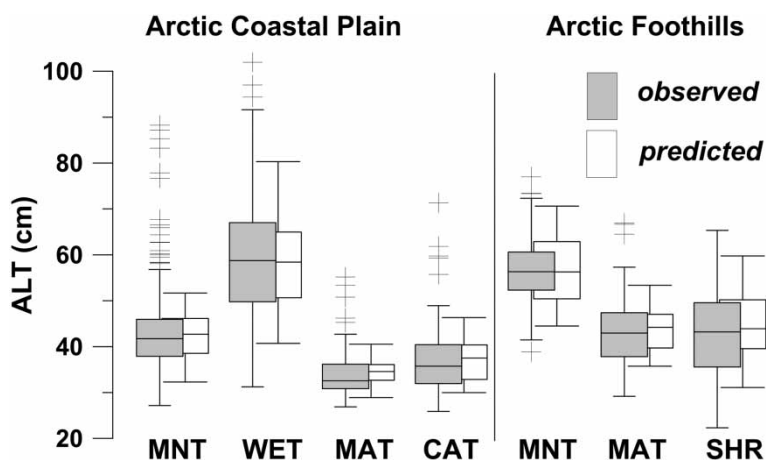 Arctic Coastal Plain Arctic Foothills
100
observed
80
predicted
ALT (cm)
60
40
20
MNT WET MAT CAT MNT MAT SHR